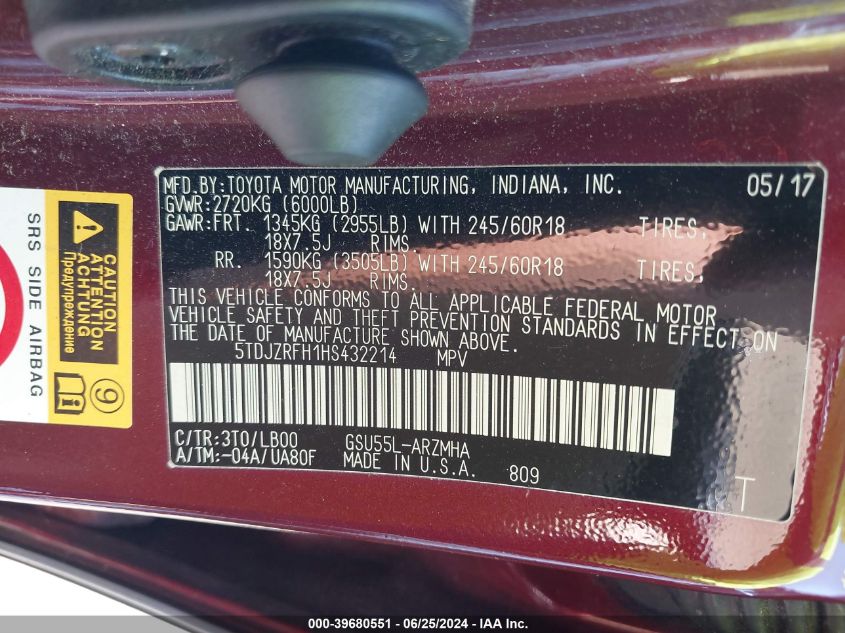 MFD.BY:TOYOTA MOTOR MANUFACTURING, INDIANA, INC. 05/17
GVWR:2720KG (6000LB)
GAWR:FRT. 1345KG (2955LB) WITH 245/60R18 TIRES,
18X7.5J RIMS.
RR. 1590KG (3505LB) WITH 245/60R18 TIRES,
18X7.5J RIMS.
THIS VEHICLE CONFORMS TO ALL APPLICABLE FEDERAL MOTOR
VEHICLE SAFETY AND THEFT PREVENTION STANDARDS IN EFFECT ON
THE DATE OF MANUFACTURE SHOWN ABOVE.
5TDJZRFH1HS432214 MPV
C/TR:3T0/LB00 GSU55L-ARZMHA
A/TM:-04A/UA80F MADE IN U.S.A. 809
T
SRS SIDE AIRBAG
CAUTION
ATTENTION
ACHTUNG
Предупреждение
9
000-39680551 - 06/25/2024 - IAA Inc.